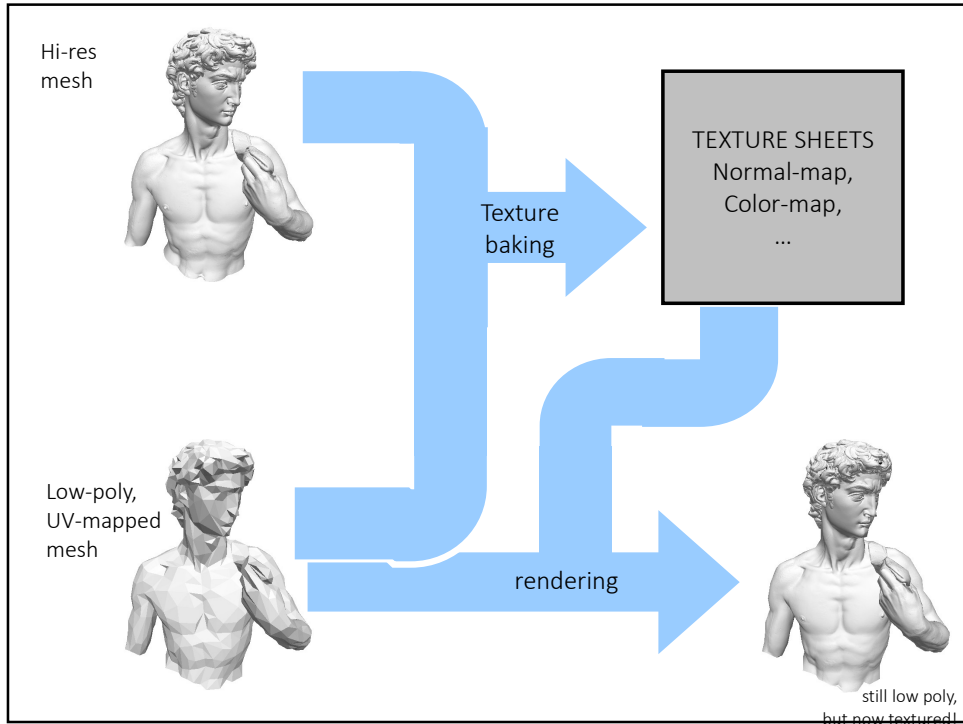 Hi-res
mesh
TEXTURE SHEETS
Normal-map,
Color-map,
...
Texture
baking
Low-poly,
UV-mapped
mesh
rendering
still low poly,
but now textured!